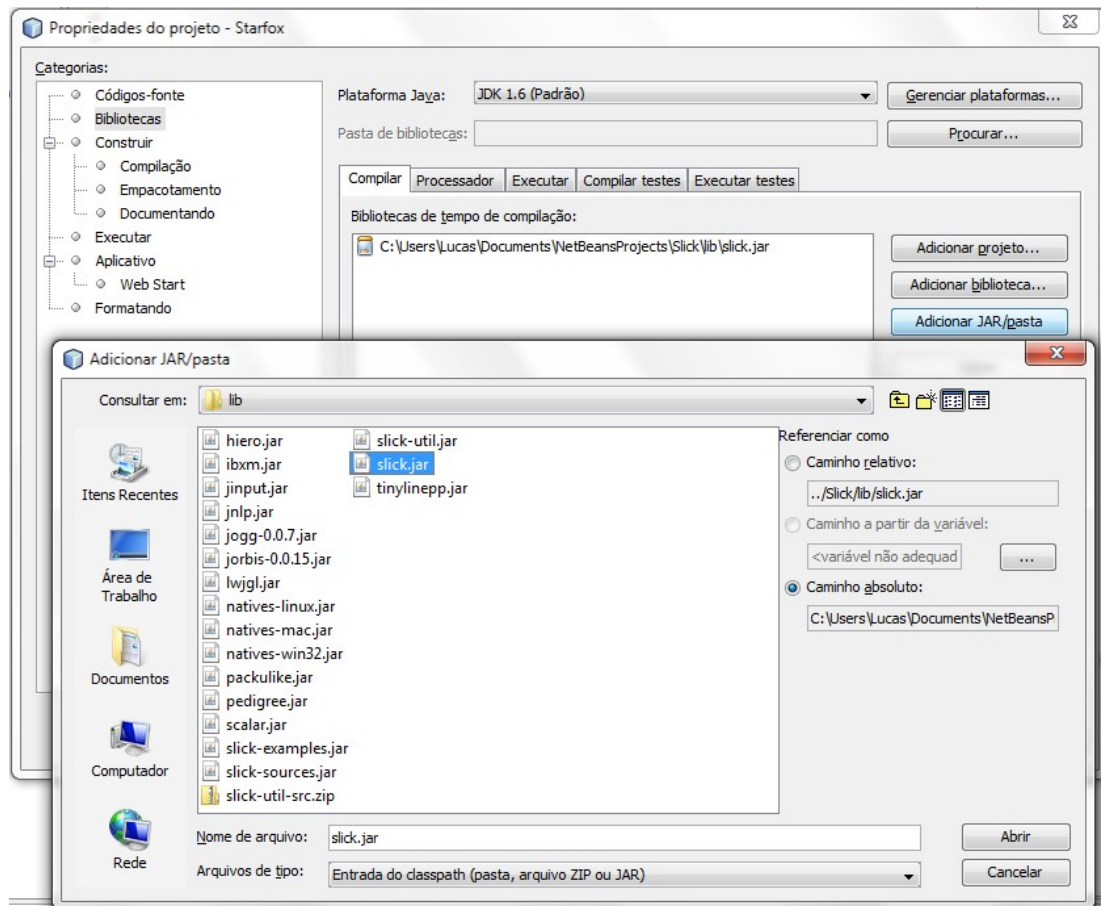 Propriedades do projeto - Starfox
Categorias:
Códigos-fonte
Bibliotecas
Construir
Compilação
Empacotamento
Documentando
Executar
Aplicativo
Web Start
Formatando
Plataforma Java: JDK 1.6 (Padrão) Gerenciar plataformas...
Pasta de bibliotecas: Procurar...
Compilar Processador Executar Compilar testes Executar testes
Bibliotecas de tempo de compilação:
C:\Users\Lucas\Documents\NetBeansProjects\Slick\lib\slick.jar
Adicionar projeto...
Adicionar biblioteca...
Adicionar JAR/pasta
Adicionar JAR/pasta
Consultar em: lib
Itens Recentes
Área de
Trabalho
Documentos
Computador
Rede
hiero.jar
ibxm.jar
jinput.jar
jnlp.jar
jogg-0.0.7.jar
jorbis-0.0.15.jar
lwjgl.jar
natives-linux.jar
natives-mac.jar
natives-win32.jar
packulike.jar
pedigree.jar
scalar.jar
slick-examples.jar
slick-sources.jar
slick-util-src.zip
slick-util.jar
slick.jar
tinylinepp.jar
Referenciar como
Caminho relativo:
../Slick/lib/slick.jar
Caminho a partir da variável:
<variável não adequad ...
Caminho absoluto:
C:\Users\Lucas\Documents\NetBeansP
Nome de arquivo: slick.jar Abrir
Arquivos de tipo: Entrada do classpath (pasta, arquivo ZIP ou JAR) Cancelar